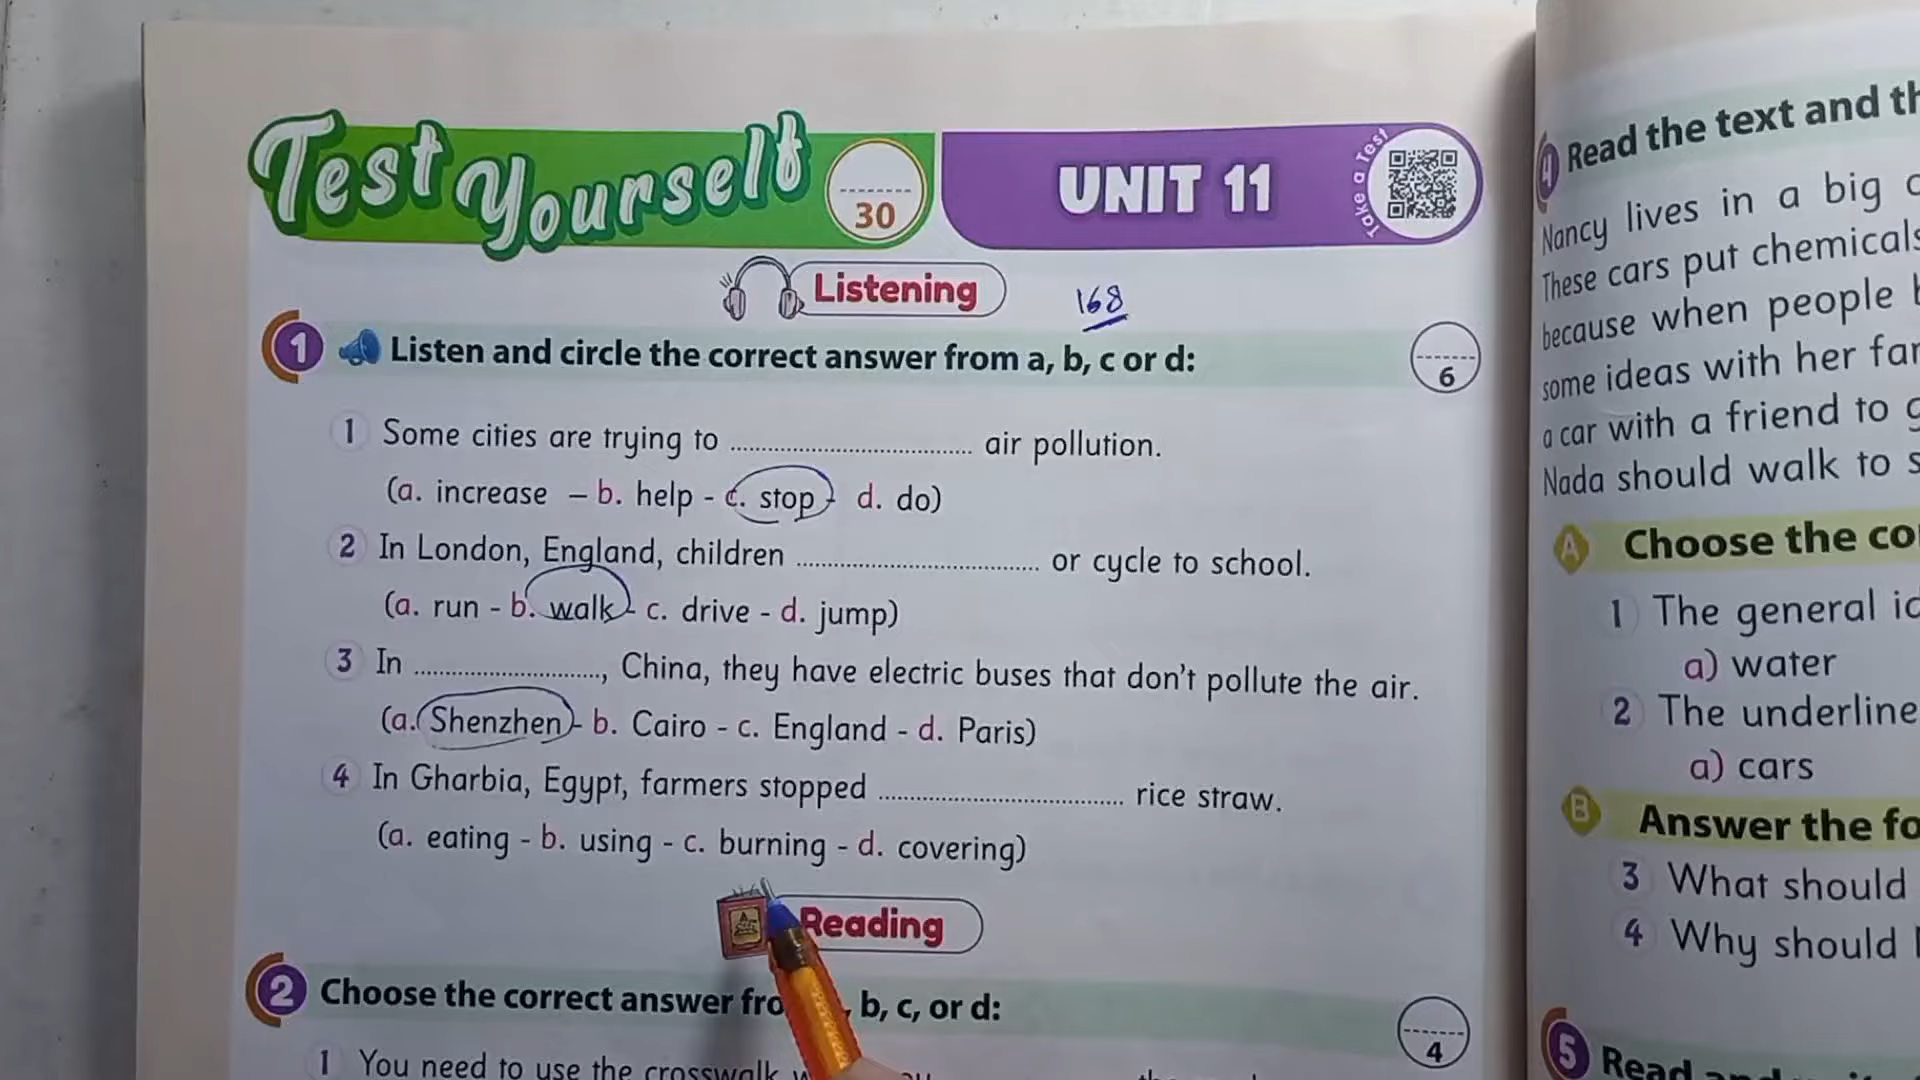 Test Yourself
30
UNIT 11
Take a Test
Listening
168
1 Listen and circle the correct answer from a, b, c or d:
6
1 Some cities are trying to .................... air pollution.
(a. increase – b. help - c. stop - d. do)
2 In London, England, children .................... or cycle to school.
(a. run - b. walk - c. drive - d. jump)
3 In ...................., China, they have electric buses that don't pollute the air.
(a. Shenzhen - b. Cairo - c. England - d. Paris)
4 In Gharbia, Egypt, farmers stopped .................... rice straw.
(a. eating - b. using - c. burning - d. covering)
Reading
2 Choose the correct answer b, c, or d:
4
1 You need to use the crosswalk
4 Read the text and
Nancy lives in a big
These cars put chemicals
because when people
some ideas with her
a car with a friend to
Nada should walk to
A Choose the
1 The general
a) water
2 The
a) cars
B Answer the
3 What should
4 Why should
5 Read and